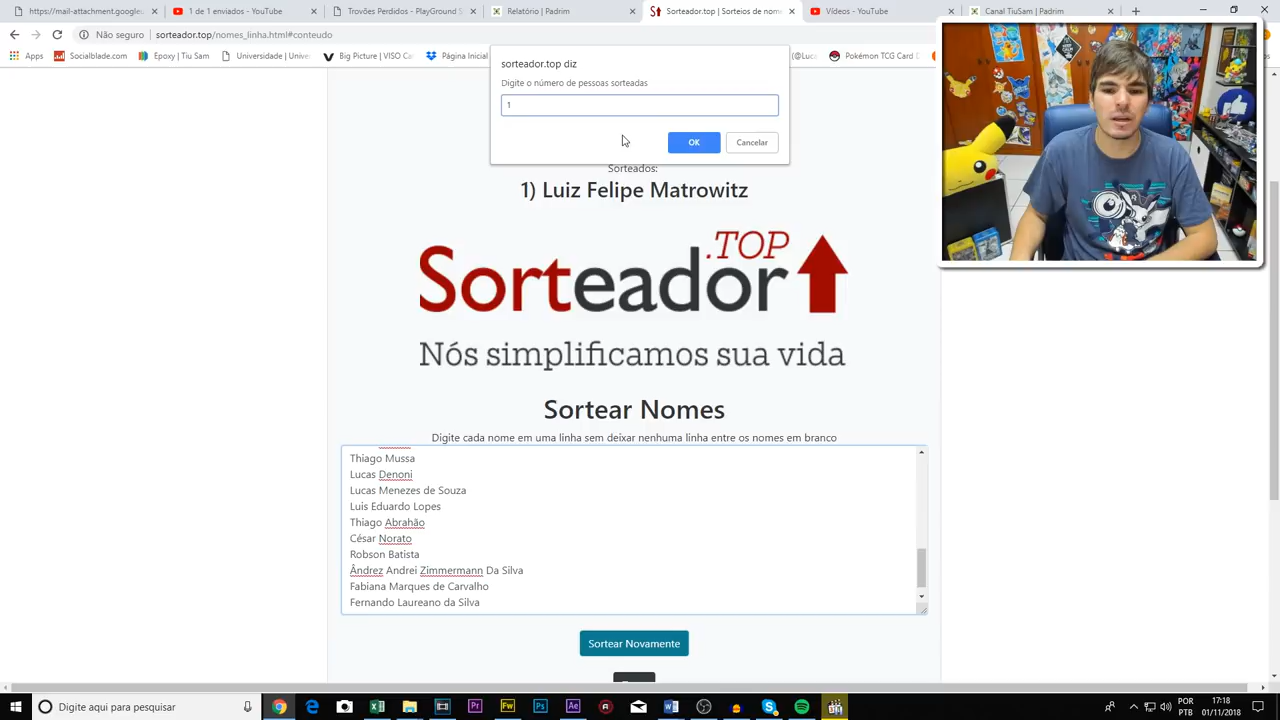 https://mail-attachment.google
1 de 1 enviados - YouTube
Trovões Perdidos - PlayGround S
Relatório | Padrim
Sorteador.top | Sorteios de nome
Vídeos - YouTube
Canal TiuSam | Padrim
Não seguro
sorteador.top/nomes_linha.html#conteudo
Apps
Socialblade.com
Epoxy | Tiu Sam
Universidade | Unive
Big Picture | VISO Ca
Página Inicial
(@Luca
Pokémon TCG Card D
sorteador.top diz
Digite o número de pessoas sorteadas
1
OK
Cancelar
Sorteados:
1) Luiz Felipe Matrowitz
Sorteador.TOP
Nós simplificamos sua vida
Sortear Nomes
Digite cada nome em uma linha sem deixar nenhuma linha entre os nomes em branco
Thiago Mussa
Lucas Denoni
Lucas Menezes de Souza
Luis Eduardo Lopes
Thiago Abrahão
César Norato
Robson Batista
Ândrez Andrei Zimmermann Da Silva
Fabiana Marques de Carvalho
Fernando Laureano da Silva
Sortear Novamente
Digite aqui para pesquisar
POR
PTB
17:18
01/11/2018